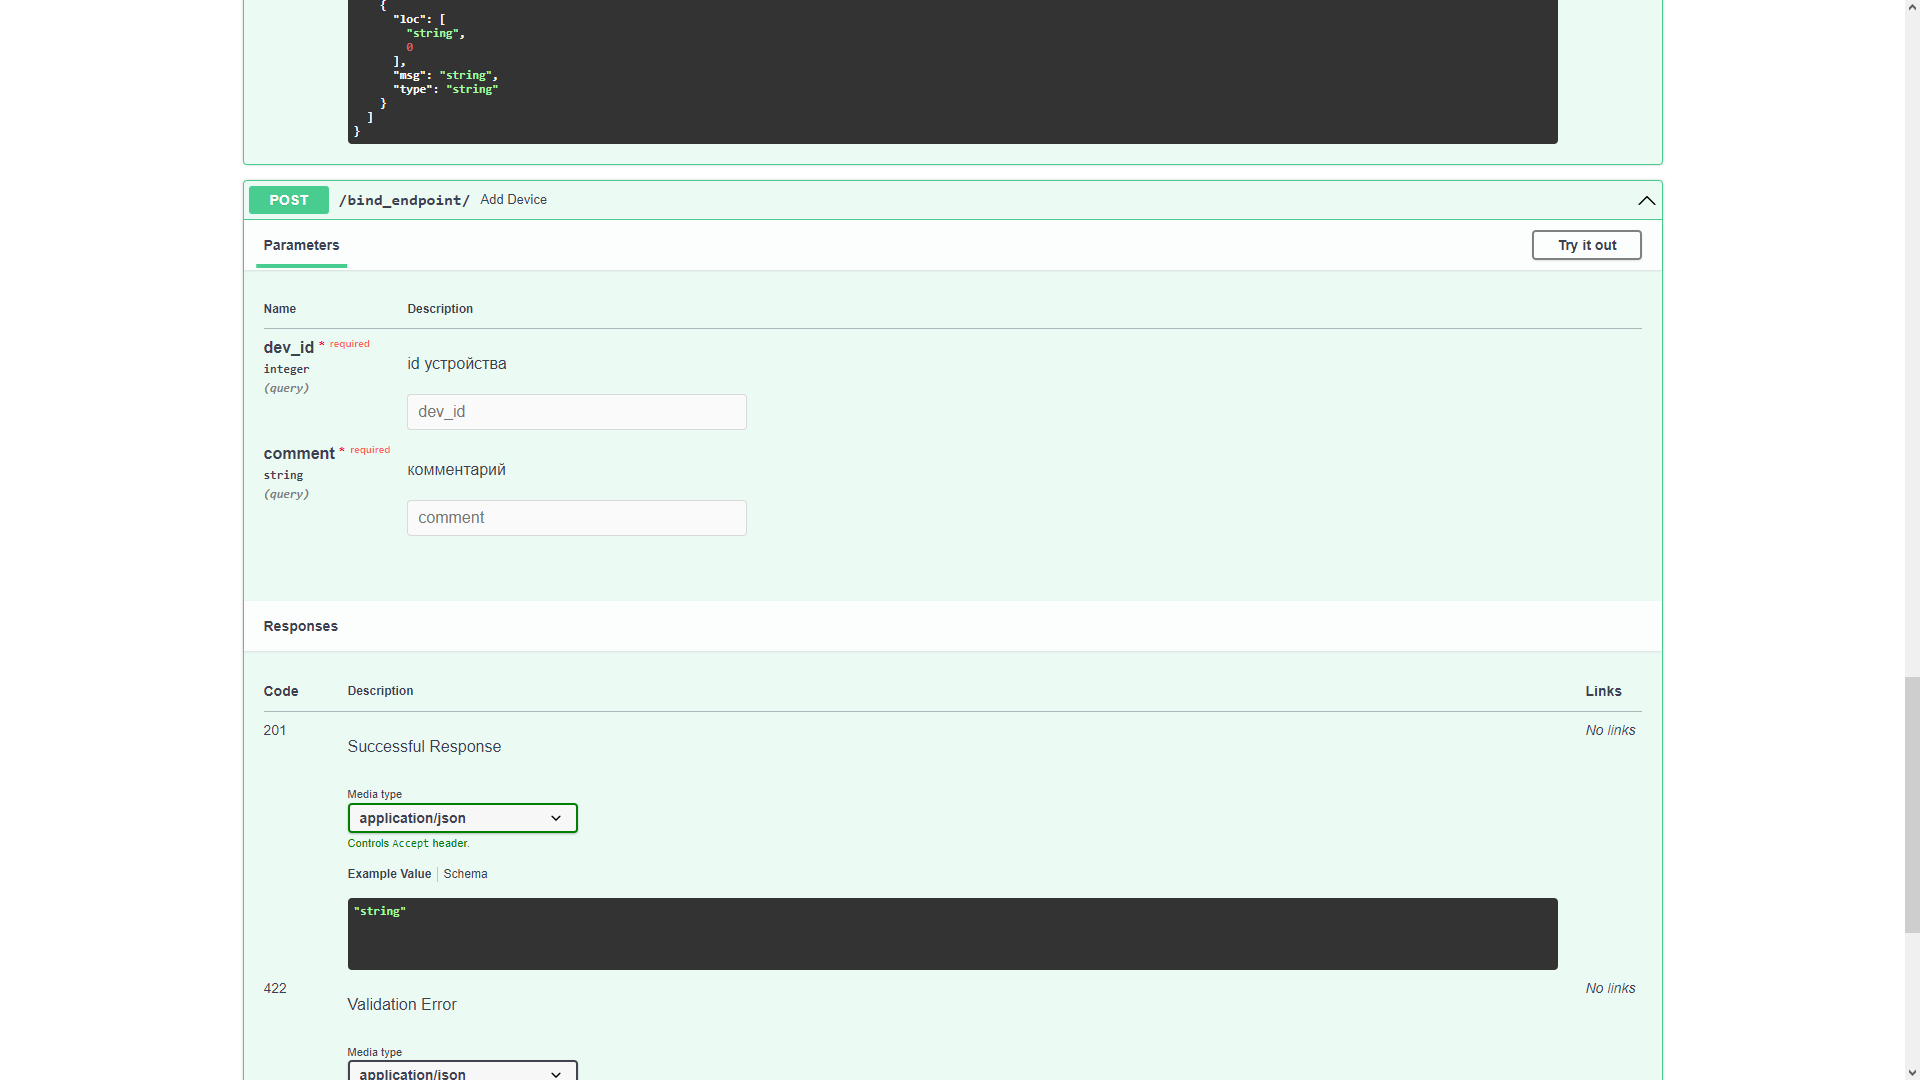 {
"loc": [
"string",
0
],
"msg": "string",
"type": "string"
}
]
}
POST /bind_endpoint/ Add Device
Parameters
Try it out
Name Description
dev_id * required
integer
(query)
id устройства
dev_id
comment * required
string
(query)
комментарий
comment
Responses
Code Description Links
201
Successful Response
No links
Media type
application/json
Controls Accept header.
Example Value Schema
"string"
422
Validation Error
No links
Media type
application/json